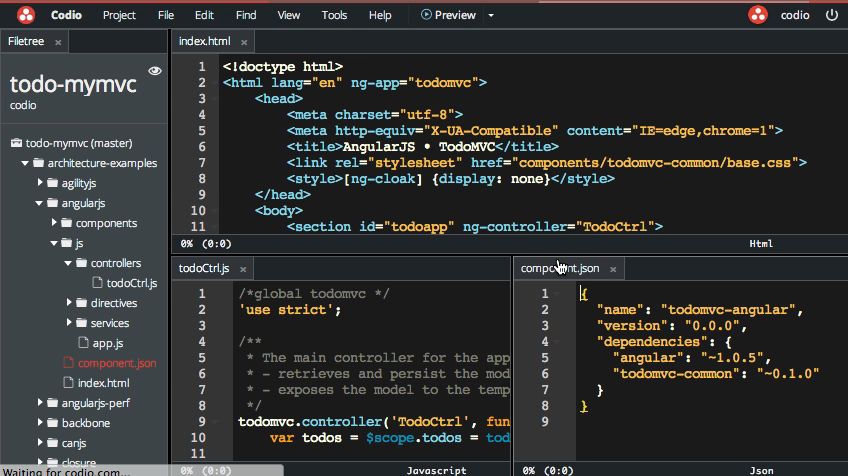 Codio Project File Edit Find View Tools Help Preview codio
Filetree ×
todo-mymvc
codio
todo-mymvc (master)
architecture-examples
agilityjs
angularjs
components
js
controllers
todoCtrl.js
directives
services
app.js
component.json
index.html
angularjs-perf
backbone
canjs
closure
Waiting for codio.com...
index.html ×
1 <!doctype html>
2 <html lang="en" ng-app="todomvc">
3 <head>
4 <meta charset="utf-8">
5 <meta http-equiv="X-UA-Compatible" content="IE=edge,chrome=1">
6 <title>AngularJS • TodoMVC</title>
7 <link rel="stylesheet" href="components/todomvc-common/base.css">
8 <style>[ng-cloak] {display: none}</style>
9 </head>
10 <body>
11 <section id="todoapp" ng-controller="TodoCtrl">
0% (0:0) Html
todoCtrl.js ×
1 /*global todomvc */
2 'use strict';
3
4 /**
5 * The main controller for the app
6 * - retrieves and persist the mod
7 * - exposes the model to the temp
8 */
9 todomvc.controller('TodoCtrl', fun
10 var todos = $scope.todos = tod
11
0% (0:0) Javascript
component.json ×
1 {
2 "name": "todomvc-angular",
3 "version": "0.0.0",
4 "dependencies": {
5 "angular": "~1.0.5",
6 "todomvc-common": "~0.1.0"
7 }
8 }
9
0% (0:0) Json